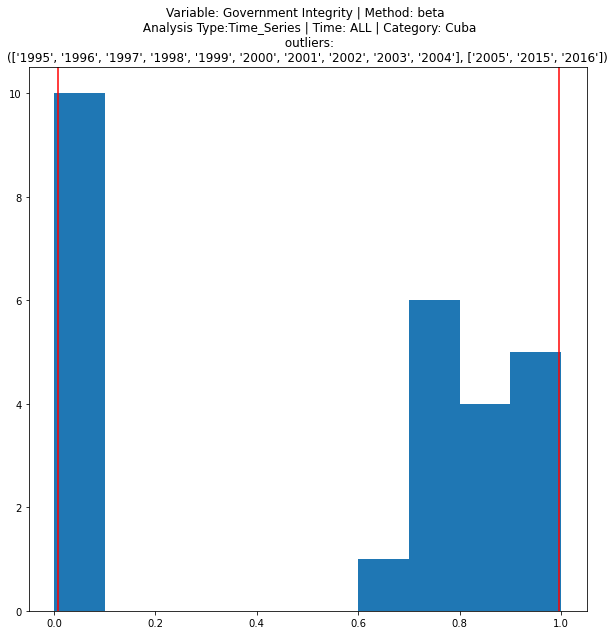 Variable: Government Integrity | Method: beta
Analysis Type:Time_Series | Time: ALL | Category: Cuba
outliers:
(['1995', '1996', '1997', '1998', '1999', '2000', '2001', '2002', '2003', '2004'], ['2005', '2015', '2016'])
10
8
6
4
2
0
0.0 0.2 0.4 0.6 0.8 1.0